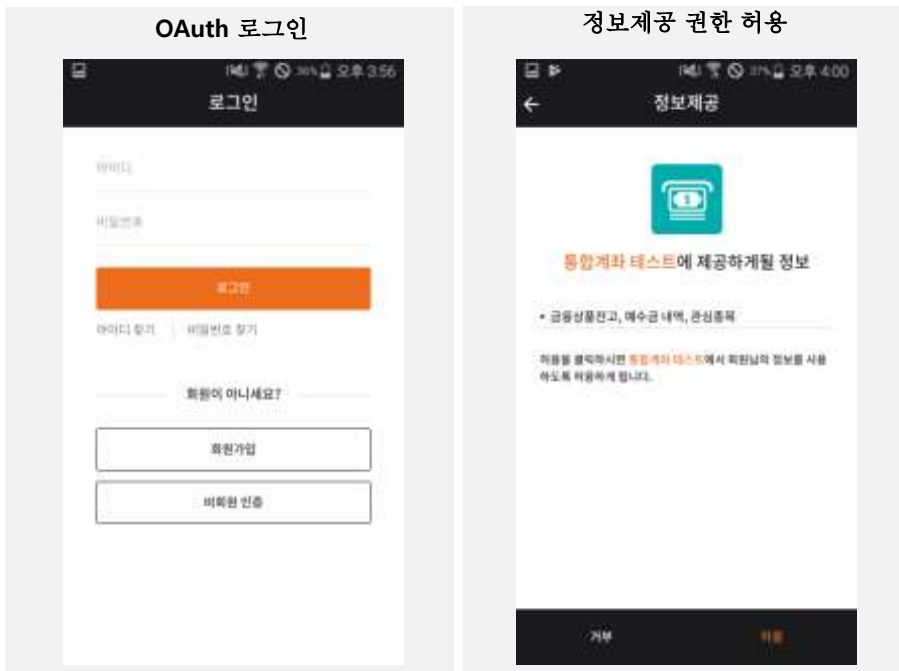 OAuth 로그인
오후 3:56
로그인
아이디
비밀번호
로그인
아이디 찾기 | 비밀번호 찾기
회원이 아니세요?
회원가입
비회원 인증
정보제공 권한 허용
37% 오후 4:00
정보제공
통합계좌 테스트에 제공하게될 정보
• 금융상품잔고, 예수금 내역, 관심종목
허용을 클릭하시면 통합계좌 테스트에서 회원님의 정보를 사용
하도록 허용하게 됩니다.
거부
허용